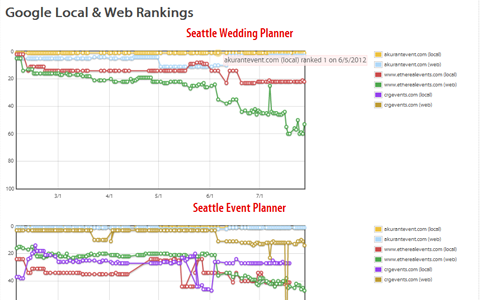 Google Local & Web Rankings
Seattle Wedding Planner
0
20
40
60
80
100
3/1
4/1
5/1
6/1
7/1
akurantevent.com (local) ranked 1 on 6/5/2012
akurantevent.com (local)
akurantevent.com (web)
www.etherealevents.com (local)
www.etherealevents.com (web)
crgevents.com (local)
crgevents.com (web)
Seattle Event Planner
0
20
40
akurantevent.com (local)
akurantevent.com (web)
www.etherealevents.com (local)
www.etherealevents.com (web)
crgevents.com (local)
crgevents.com (web)